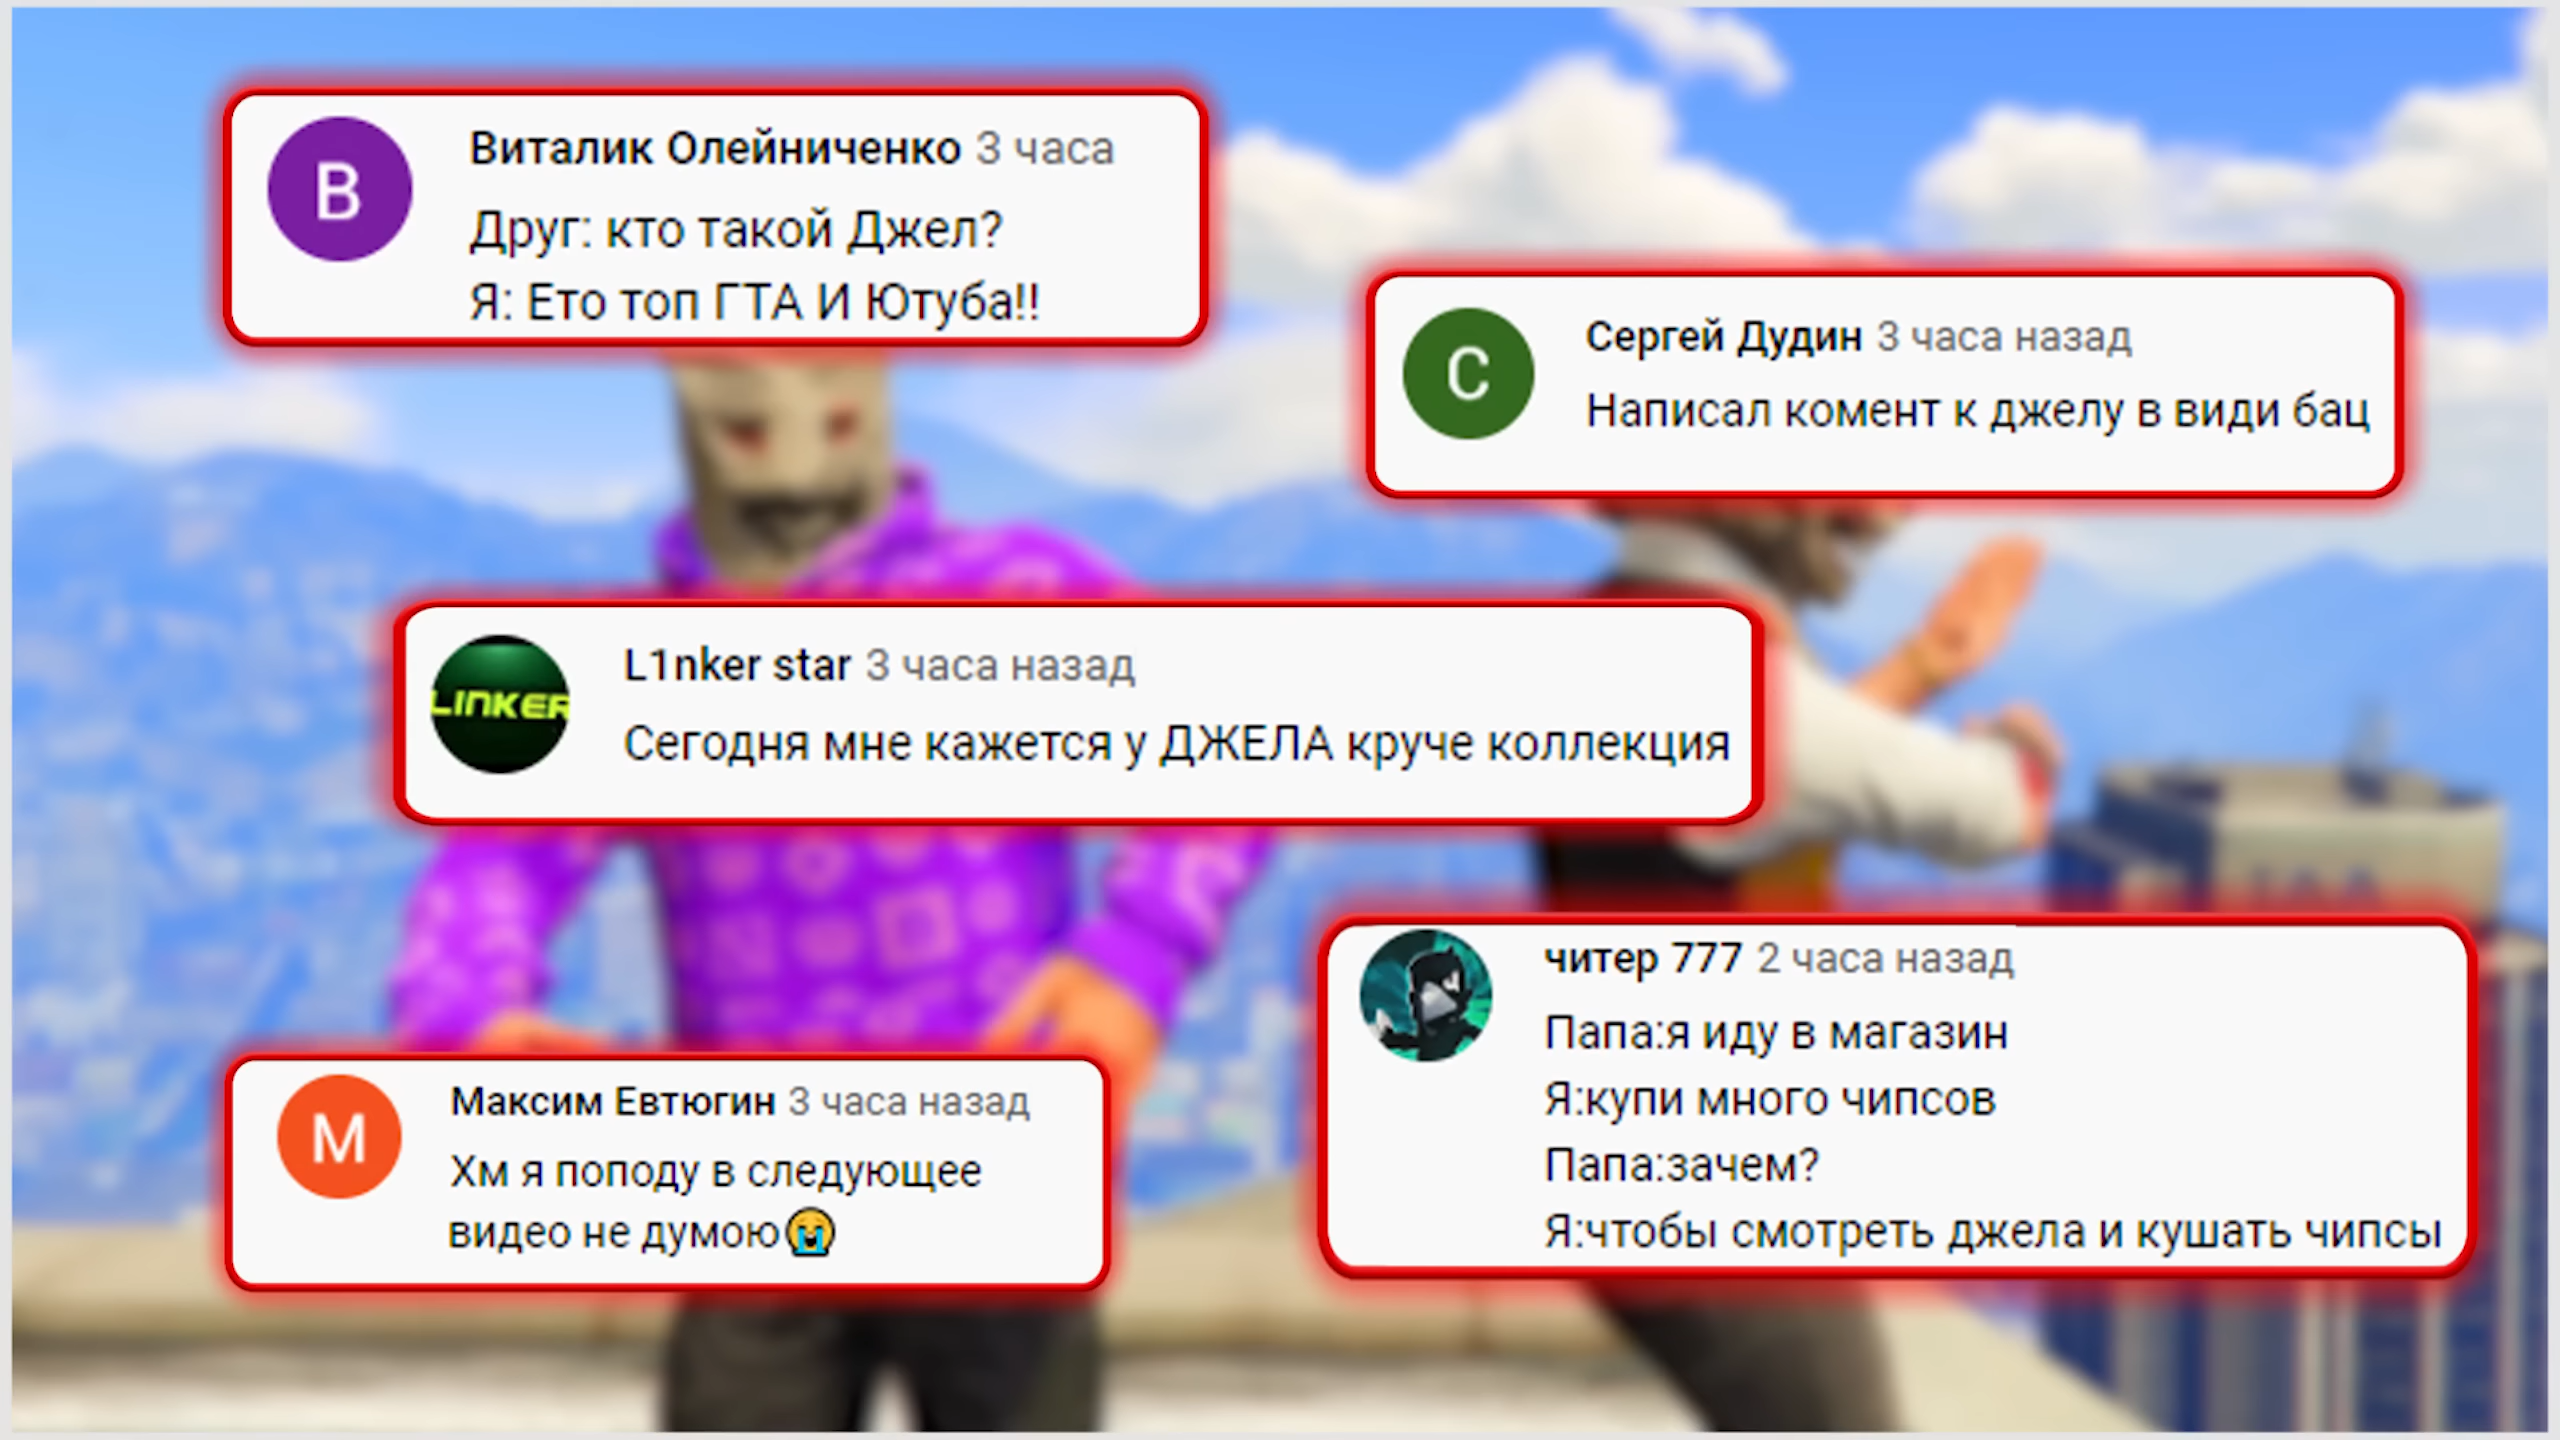 В
Виталик Олейниченко 3 часа
Друг: кто такой Джел?
Я: Ето топ ГТА И Ютуба!!
С
Сергей Дудин 3 часа назад
Написал комент к джелу в види бац
LINKER
L1nker star 3 часа назад
Сегодня мне кажется у ДЖЕЛА круче коллекция
читер 777 2 часа назад
Папа:я иду в магазин
Я:купи много чипсов
Папа:зачем?
Я:чтобы смотреть джела и кушать чипсы
М
Максим Евтюгин 3 часа назад
Хм я поподу в следующее
видео не думою😭